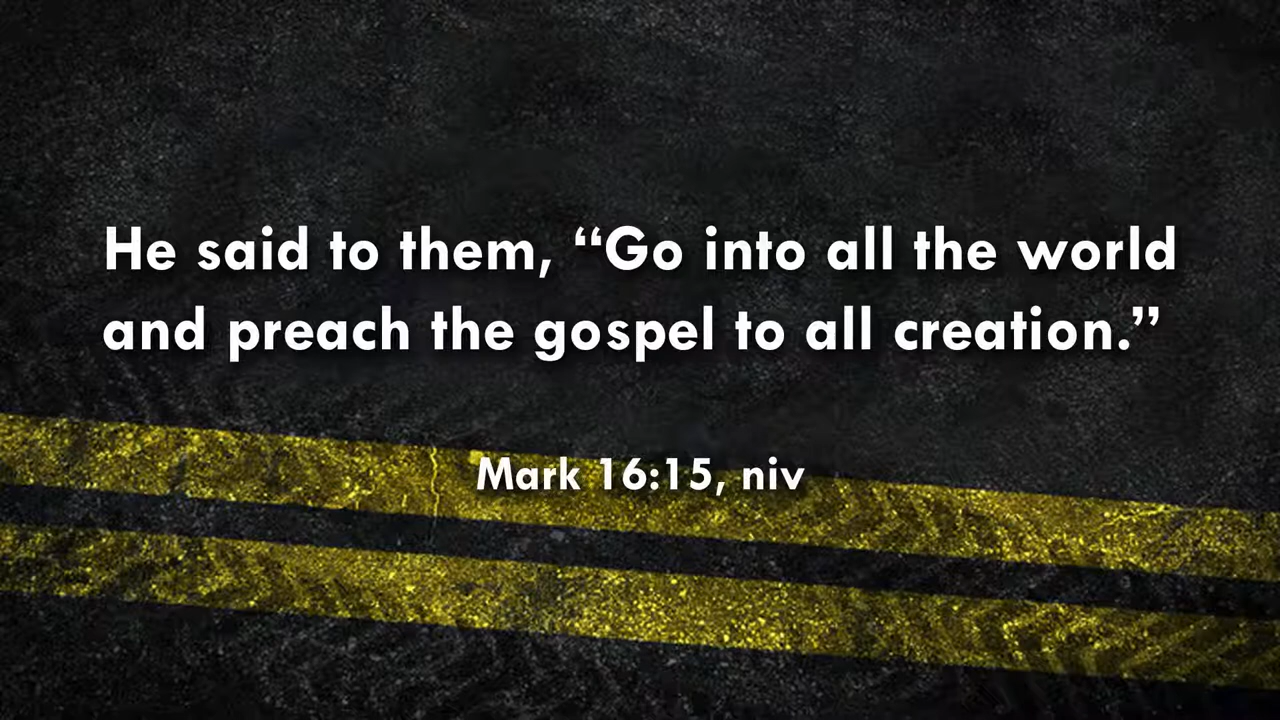 He said to them, “Go into all the world
and preach the gospel to all creation.”
Mark 16:15, niv